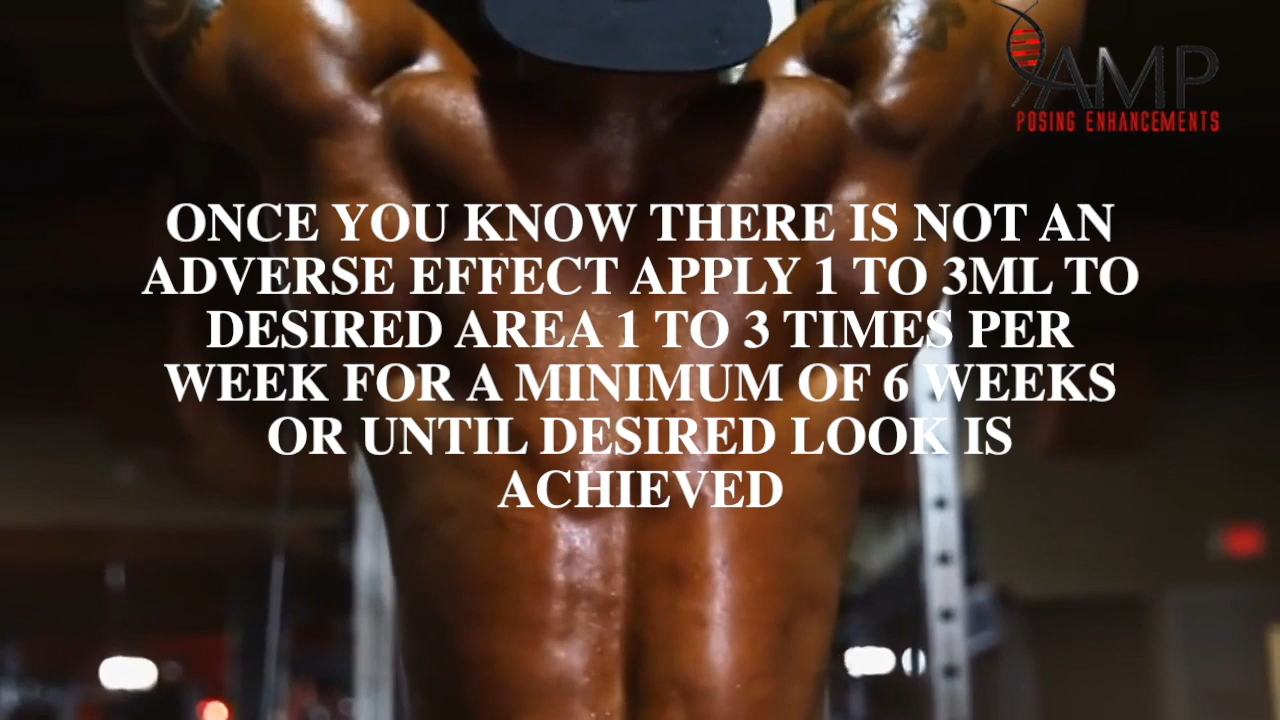 AMP
POSING ENHANCEMENTS
ONCE YOU KNOW THERE IS NOT AN
ADVERSE EFFECT APPLY 1 TO 3ML TO
DESIRED AREA 1 TO 3 TIMES PER
WEEK FOR A MINIMUM OF 6 WEEKS
OR UNTIL DESIRED LOOK IS
ACHIEVED